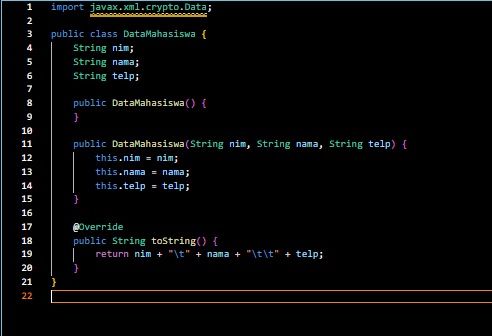 1 import javax.xml.crypto.Data;
2
3 public class DataMahasiswa {
4 String nim;
5 String nama;
6 String telp;
7
8 public DataMahasiswa() {
9 }
10
11 public DataMahasiswa(String nim, String nama, String telp) {
12 this.nim = nim;
13 this.nama = nama;
14 this.telp = telp;
15 }
16
17 @Override
18 public String toString() {
19 return nim + "\t" + nama + "\t\t" + telp;
20 }
21 }
22